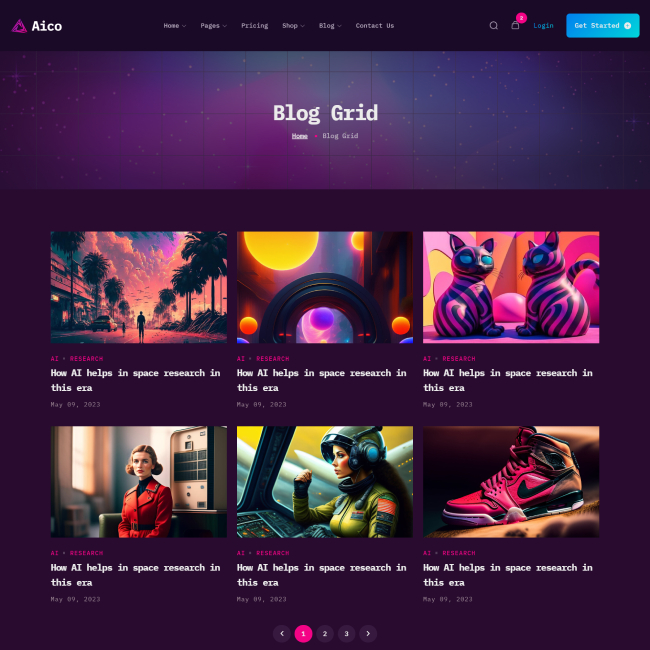 Aico
Home Pages Pricing Shop Blog Contact Us
2
Login
Get Started
Blog Grid
Home Blog Grid
AI • RESEARCH
How AI helps in space research in
this era
May 09, 2023
AI • RESEARCH
How AI helps in space research in
this era
May 09, 2023
AI • RESEARCH
How AI helps in space research in
this era
May 09, 2023
AI • RESEARCH
How AI helps in space research in
this era
May 09, 2023
AI • RESEARCH
How AI helps in space research in
this era
May 09, 2023
AI • RESEARCH
How AI helps in space research in
this era
May 09, 2023
1 2 3